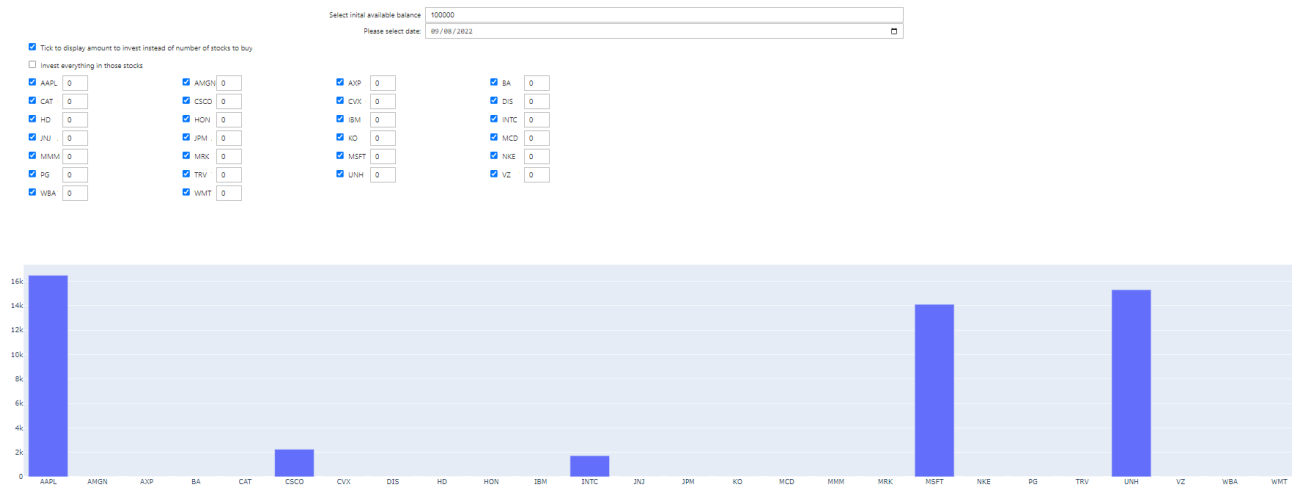 Select inital available balance 100000
Please select date: 09/08/2022
Tick to display amount to invest instead of number of stocks to buy
Invest everything in those stocks
AAPL 0 AMGN 0 AXP 0 BA 0
CAT 0 CSCO 0 CVX 0 DIS 0
HD 0 HON 0 IBM 0 INTC 0
JNJ 0 JPM 0 KO 0 MCD 0
MMM 0 MRK 0 MSFT 0 NKE 0
PG 0 TRV 0 UNH 0 VZ 0
WBA 0 WMT 0
16k
14k
12k
10k
8k
6k
4k
2k
0
AAPL AMGN AXP BA CAT CSCO CVX DIS HD HON IBM INTC JNJ JPM KO MCD MMM MRK MSFT NKE PG TRV UNH VZ WBA WMT